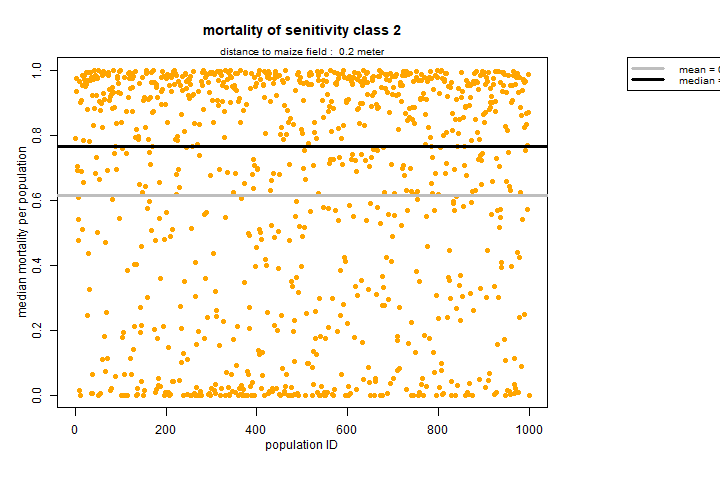 mortality of senitivity class 2
distance to maize field : 0.2 meter
mean = 0
median =
median mortality per population
1.0
0.8
0.6
0.4
0.2
0.0
0 200 400 600 800 1000
population ID